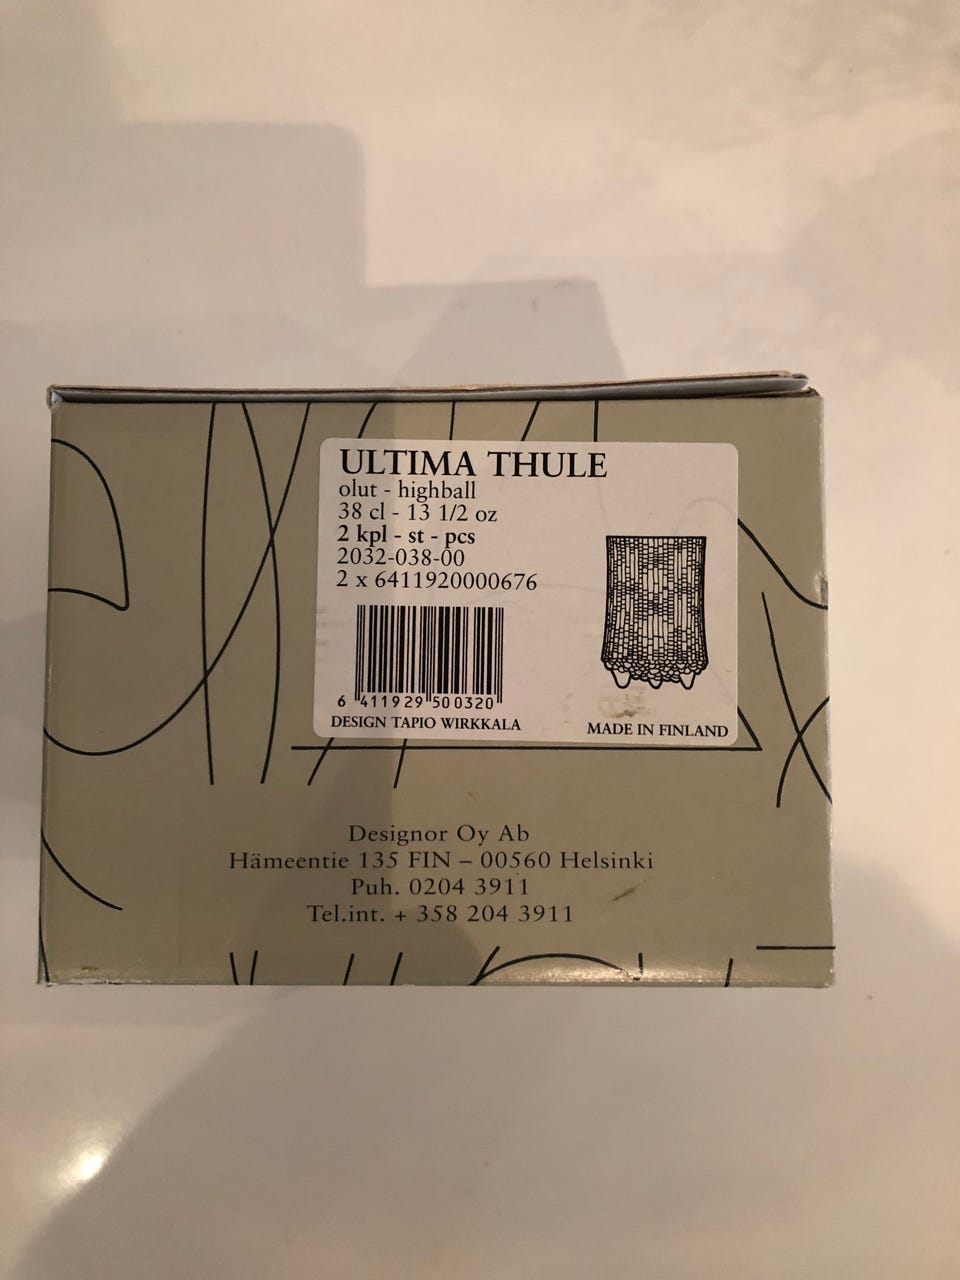 ULTIMA THULE
olut - highball
38 cl - 13 1/2 oz
2 kpl - st - pcs
2032-038-00
2 x 6411920000676
6 411929 500320
DESIGN TAPIO WIRKKALA
MADE IN FINLAND
Designor Oy Ab
Hämeentie 135 FIN – 00560 Helsinki
Puh. 0204 3911
Tel.int. + 358 204 3911